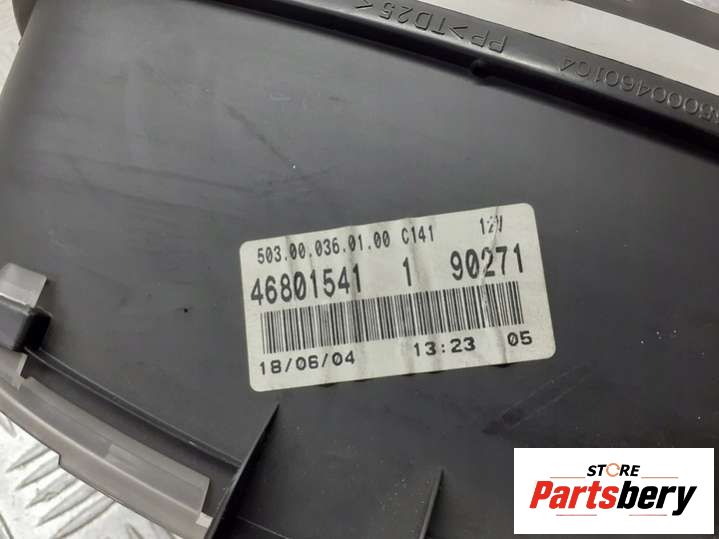 PP>TD25<
503.00.036.01.00 C141 12V
46801541 1 90271
18/06/04 13:23 05
STORE
Partsbery